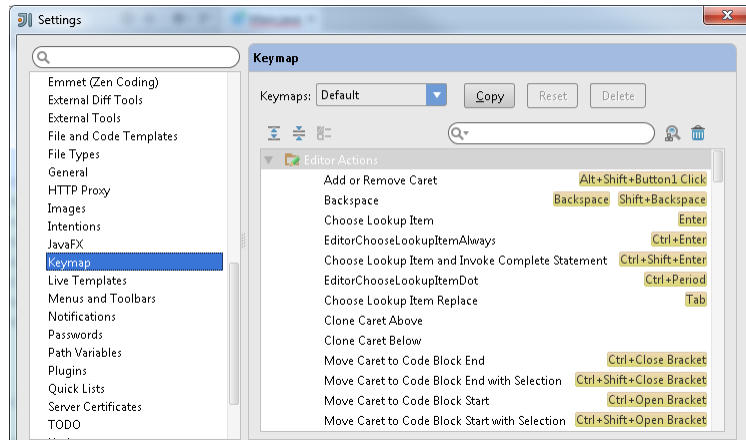 Settings
Emmet (Zen Coding)
External Diff Tools
External Tools
File and Code Templates
File Types
General
HTTP Proxy
Images
Intentions
JavaFX
Keymap
Live Templates
Menus and Toolbars
Notifications
Passwords
Path Variables
Plugins
Quick Lists
Server Certificates
TODO
Keymap
Keymaps: Default Copy Reset Delete
Editor Actions
Add or Remove Caret Alt+Shift+Button1 Click
Backspace Backspace Shift+Backspace
Choose Lookup Item Enter
EditorChooseLookupItemAlways Ctrl+Enter
Choose Lookup Item and Invoke Complete Statement Ctrl+Shift+Enter
EditorChooseLookupItemDot Ctrl+Period
Choose Lookup Item Replace Tab
Clone Caret Above
Clone Caret Below
Move Caret to Code Block End Ctrl+Close Bracket
Move Caret to Code Block End with Selection Ctrl+Shift+Close Bracket
Move Caret to Code Block Start Ctrl+Open Bracket
Move Caret to Code Block Start with Selection Ctrl+Shift+Open Bracket